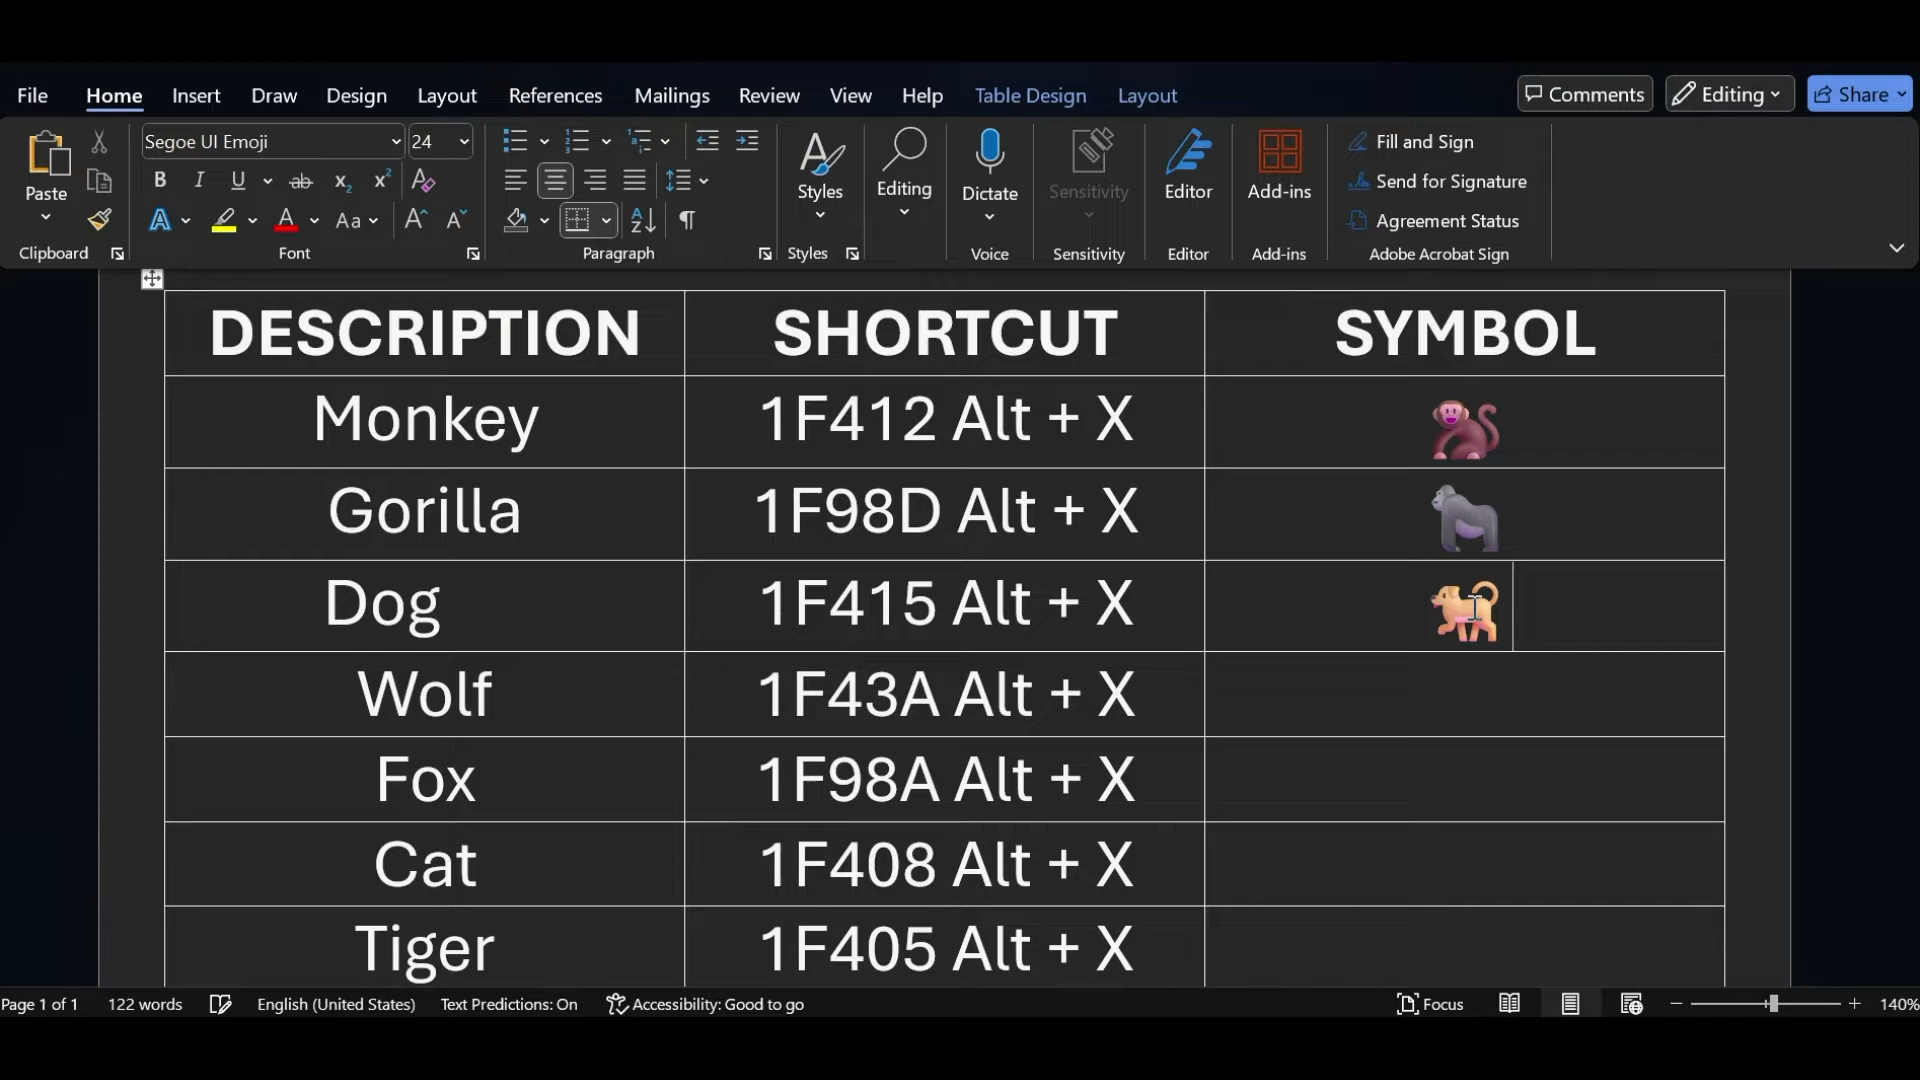 File Home Insert Draw Design Layout References Mailings Review View Help Table Design Layout Comments Editing Share
Segoe UI Emoji 24
Paste
Styles Editing Dictate Sensitivity Editor Add-ins
Fill and Sign
Send for Signature
Agreement Status
Clipboard Font Paragraph Styles Voice Sensitivity Editor Add-ins Adobe Acrobat Sign
DESCRIPTION SHORTCUT SYMBOL
Monkey 1F412 Alt + X 🐒
Gorilla 1F98D Alt + X 🦍
Dog 1F415 Alt + X 🐕
Wolf 1F43A Alt + X
Fox 1F98A Alt + X
Cat 1F408 Alt + X
Tiger 1F405 Alt + X
Page 1 of 1 122 words English (United States) Text Predictions: On Accessibility: Good to go Focus 140%